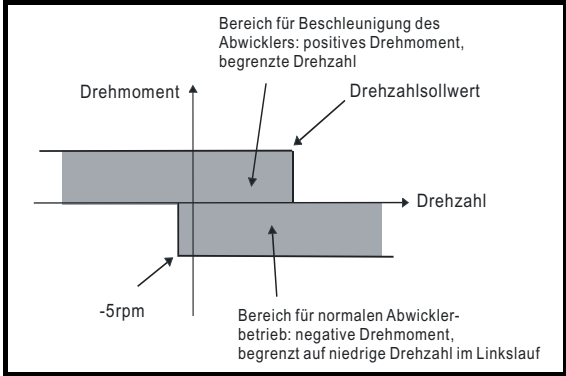 Bereich für Beschleunigung des
Abwicklers: positives Drehmoment,
begrenzte Drehzahl
Drehmoment
Drehzahlsollwert
Drehzahl
-5rpm
Bereich für normalen Abwickler-
betrieb: negative Drehmoment,
begrenzt auf niedrige Drehzahl im Linkslauf